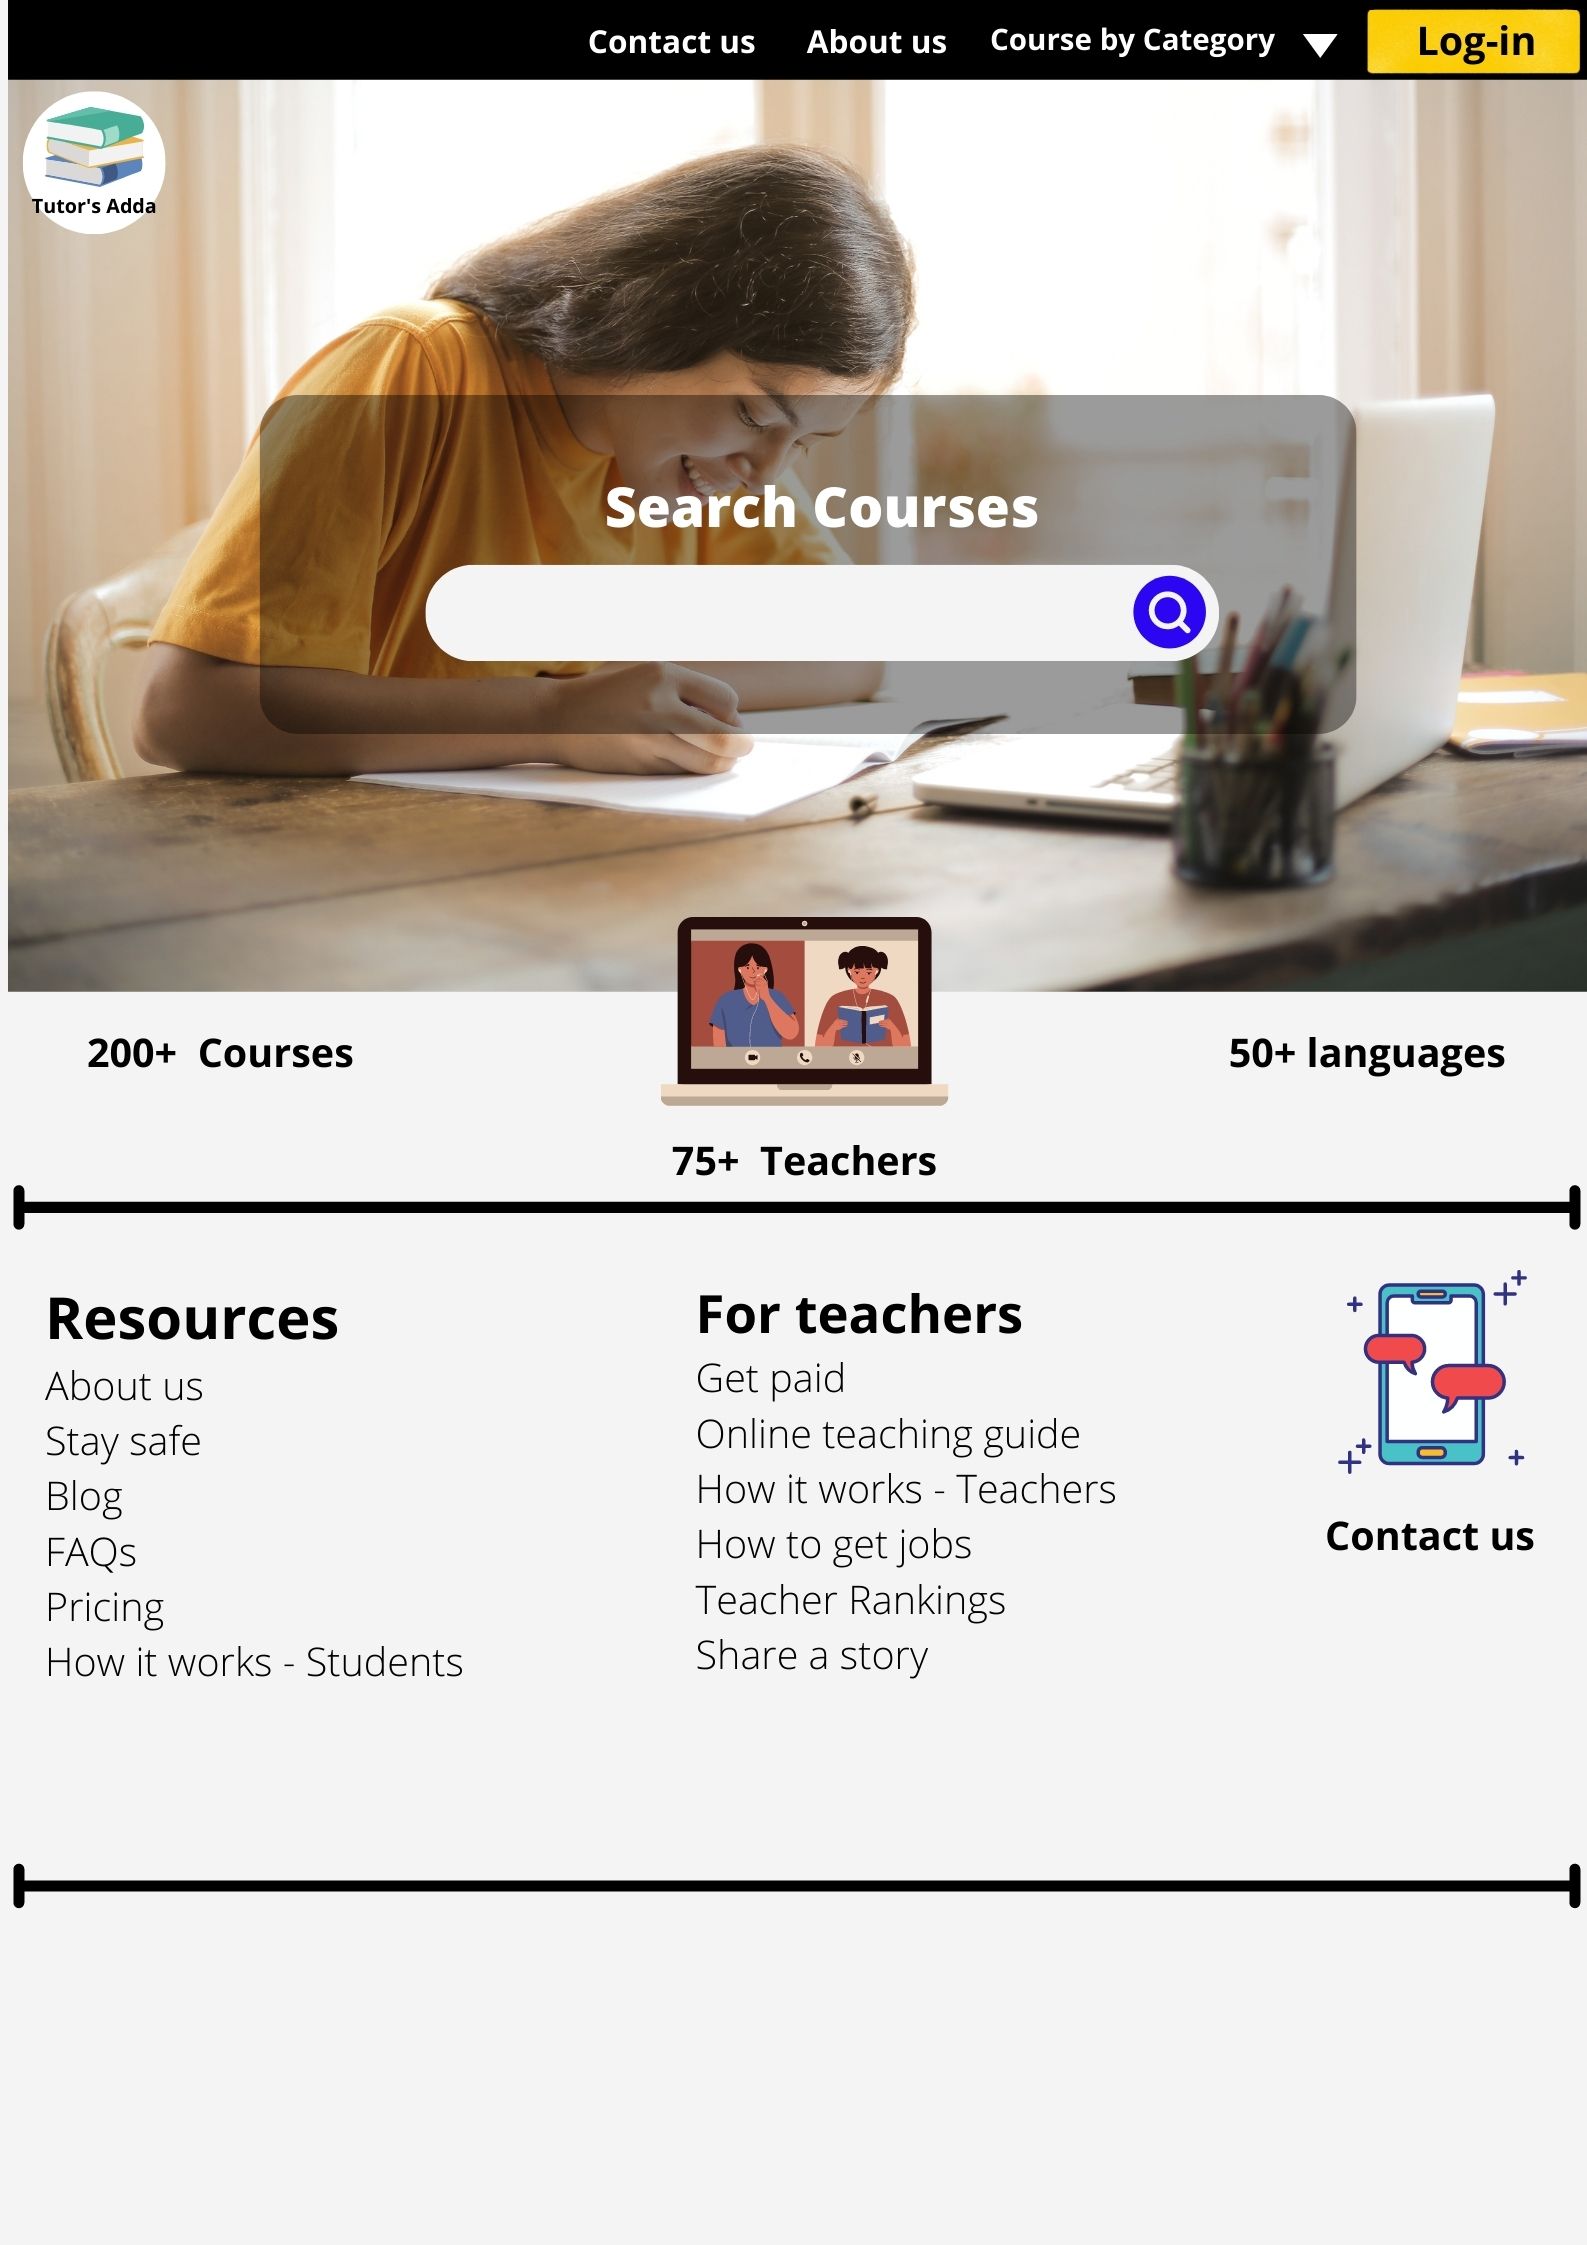 Contact us
About us
Course by Category
Log-in
Tutor's Adda
Search Courses
200+ Courses
50+ languages
75+ Teachers
Resources
About us
Stay safe
Blog
FAQs
Pricing
How it works - Students
For teachers
Get paid
Online teaching guide
How it works - Teachers
How to get jobs
Teacher Rankings
Share a story
Contact us